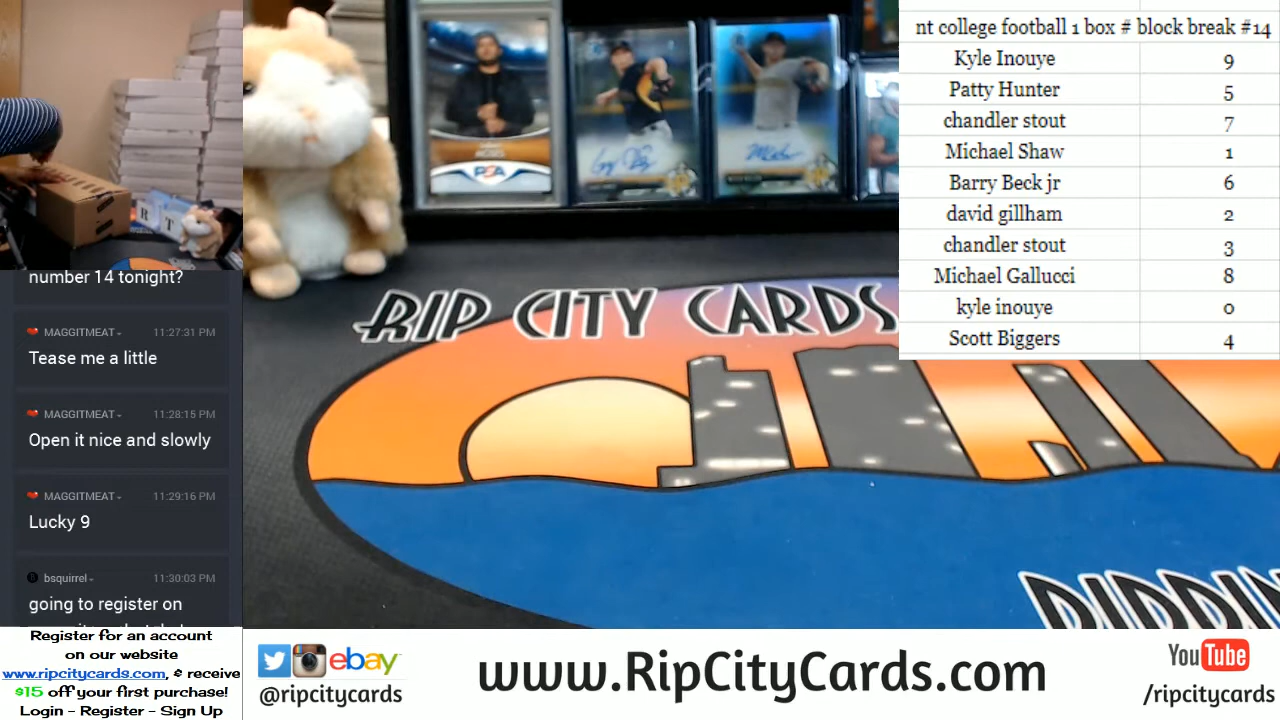 number 14 tonight?
MAGGITMEAT 11:27:31 PM
Tease me a little
MAGGITMEAT 11:28:15 PM
Open it nice and slowly
MAGGITMEAT 11:29:16 PM
Lucky 9
bsquirrel 11:30:03 PM
going to register on
Register for an account
on our website
www.ripcitycards.com, & receive
$15 off your first purchase!
Login - Register - Sign Up
PSA
RIP CITY CARDS
nt college football 1 box # block break #14
Kyle Inouye 9
Patty Hunter 5
chandler stout 7
Michael Shaw 1
Barry Beck jr 6
david gillham 2
chandler stout 3
Michael Gallucci 8
kyle inouye 0
Scott Biggers 4
ebay
@ripcitycards
www.RipCityCards.com
YouTube
/ripcitycards